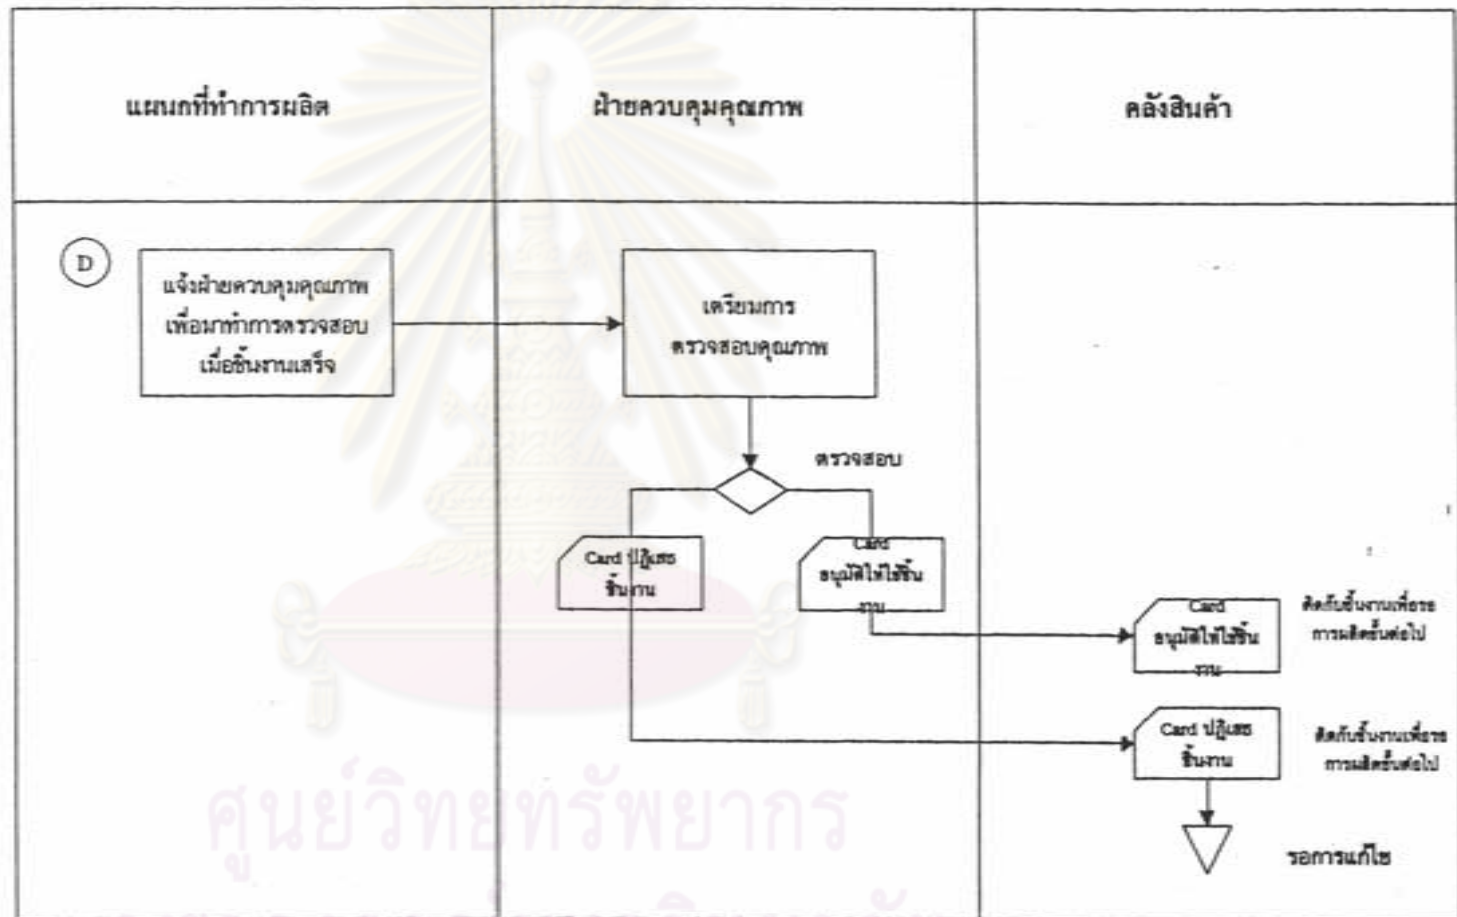 แผนกที่ทำการผลิต
ฝ่ายควบคุมคุณภาพ
คลังสินค้า
D
แจ้งฝ่ายควบคุมคุณภาพ
เพื่อมาทำการตรวจสอบ
เมื่อชิ้นงานเสร็จ
เตรียมการ
ตรวจสอบคุณภาพ
ตรวจสอบ
Card ปฏิเสธ
ชิ้นงาน
Card
อนุมัติให้ใช้ชิ้น
งาน
Card
อนุมัติให้ใช้ชิ้น
งาน
ติดกับชิ้นงานเพื่อรอ
การผลิตขั้นต่อไป
Card ปฏิเสธ
ชิ้นงาน
ติดกับชิ้นงานเพื่อรอ
การผลิตขั้นต่อไป
รอการแก้ไข
ศูนย์วิทยทรัพยากร